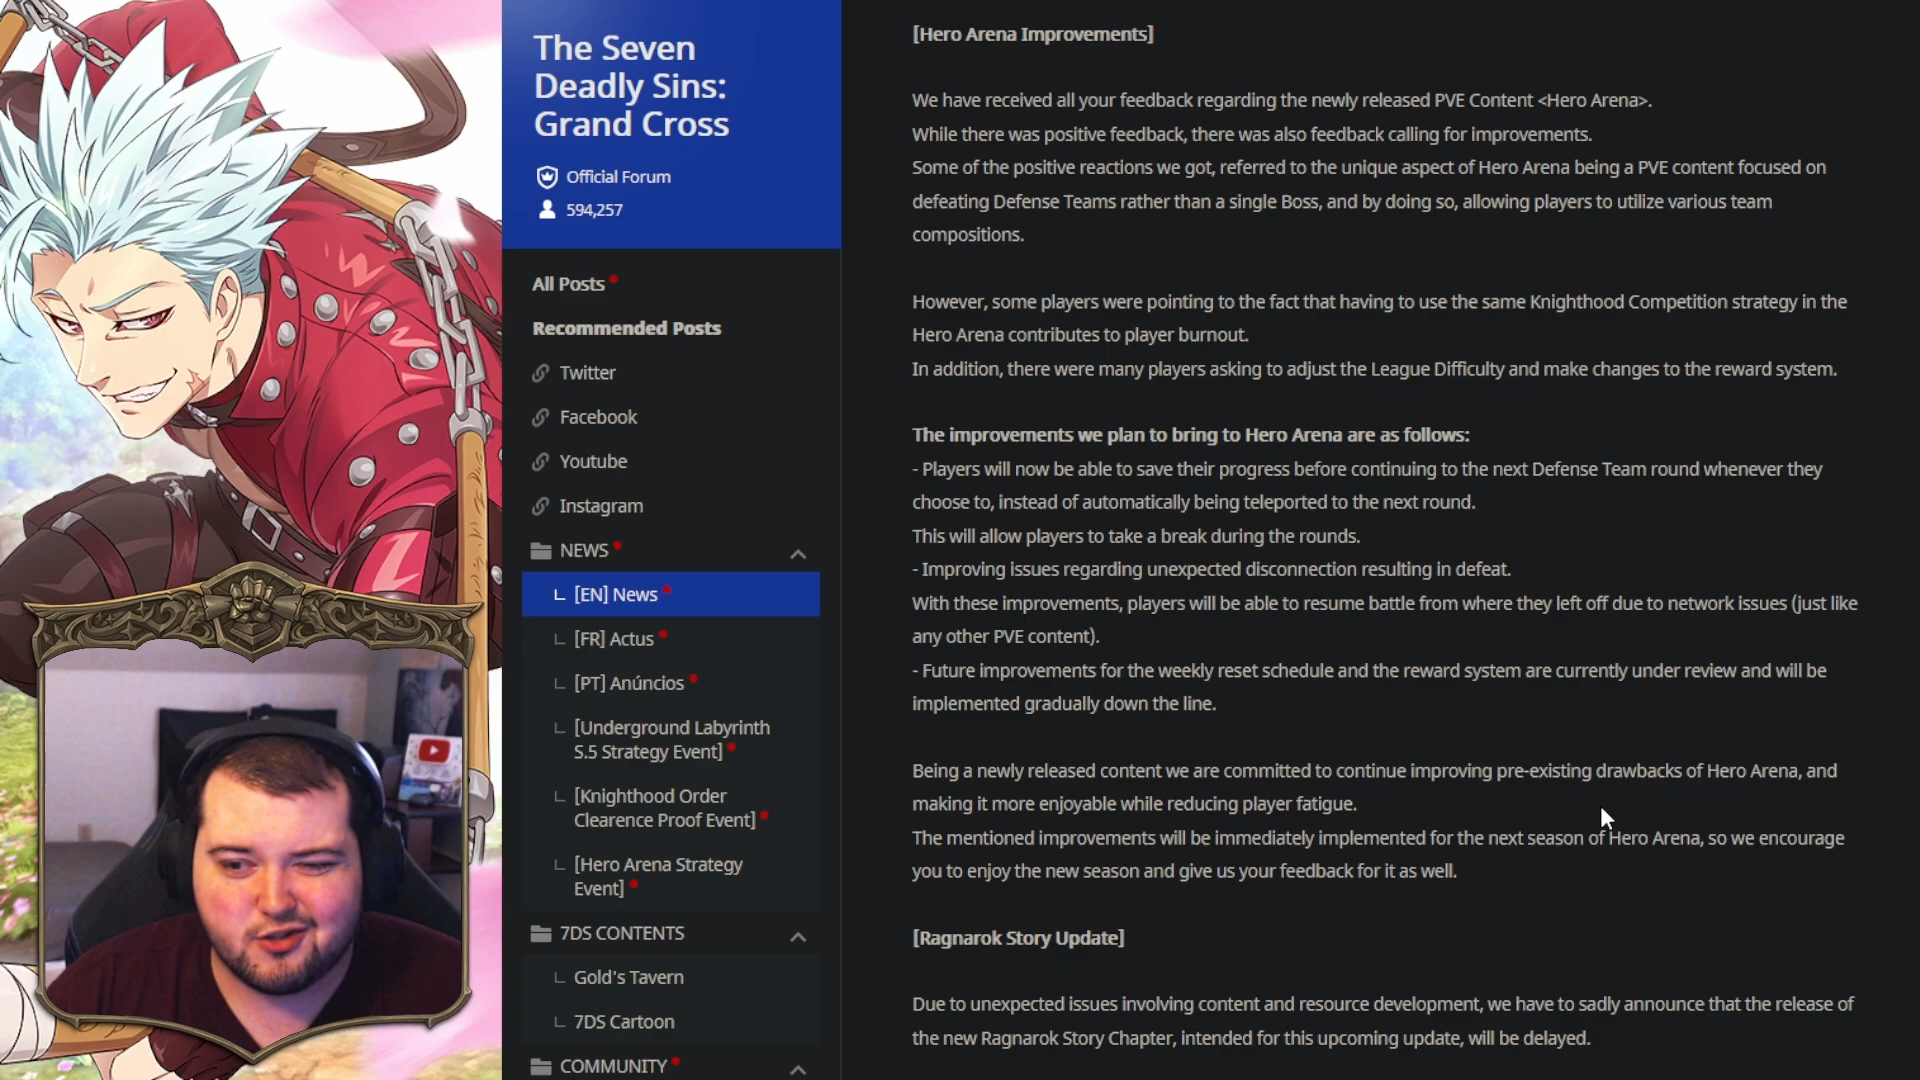 The Seven
Deadly Sins:
Grand Cross
Official Forum
594,257
All Posts
Recommended Posts
Twitter
Facebook
Youtube
Instagram
NEWS
[EN] News
[FR] Actus
[PT] Anúncios
[Underground Labyrinth
S.5 Strategy Event]
[Knighthood Order
Clearence Proof Event]
[Hero Arena Strategy
Event]
7DS CONTENTS
Gold's Tavern
7DS Cartoon
COMMUNITY
[Hero Arena Improvements]
We have received all your feedback regarding the newly released PVE Content <Hero Arena>.
While there was positive feedback, there was also feedback calling for improvements.
Some of the positive reactions we got, referred to the unique aspect of Hero Arena being a PVE content focused on
defeating Defense Teams rather than a single Boss, and by doing so, allowing players to utilize various team
compositions.
However, some players were pointing to the fact that having to use the same Knighthood Competition strategy in the
Hero Arena contributes to player burnout.
In addition, there were many players asking to adjust the League Difficulty and make changes to the reward system.
The improvements we plan to bring to Hero Arena are as follows:
- Players will now be able to save their progress before continuing to the next Defense Team round whenever they
choose to, instead of automatically being teleported to the next round.
This will allow players to take a break during the rounds.
- Improving issues regarding unexpected disconnection resulting in defeat.
With these improvements, players will be able to resume battle from where they left off due to network issues (just like
any other PVE content).
- Future improvements for the weekly reset schedule and the reward system are currently under review and will be
implemented gradually down the line.
Being a newly released content we are committed to continue improving pre-existing drawbacks of Hero Arena, and
making it more enjoyable while reducing player fatigue.
The mentioned improvements will be immediately implemented for the next season of Hero Arena, so we encourage
you to enjoy the new season and give us your feedback for it as well.
[Ragnarok Story Update]
Due to unexpected issues involving content and resource development, we have to sadly announce that the release of
the new Ragnarok Story Chapter, intended for this upcoming update, will be delayed.